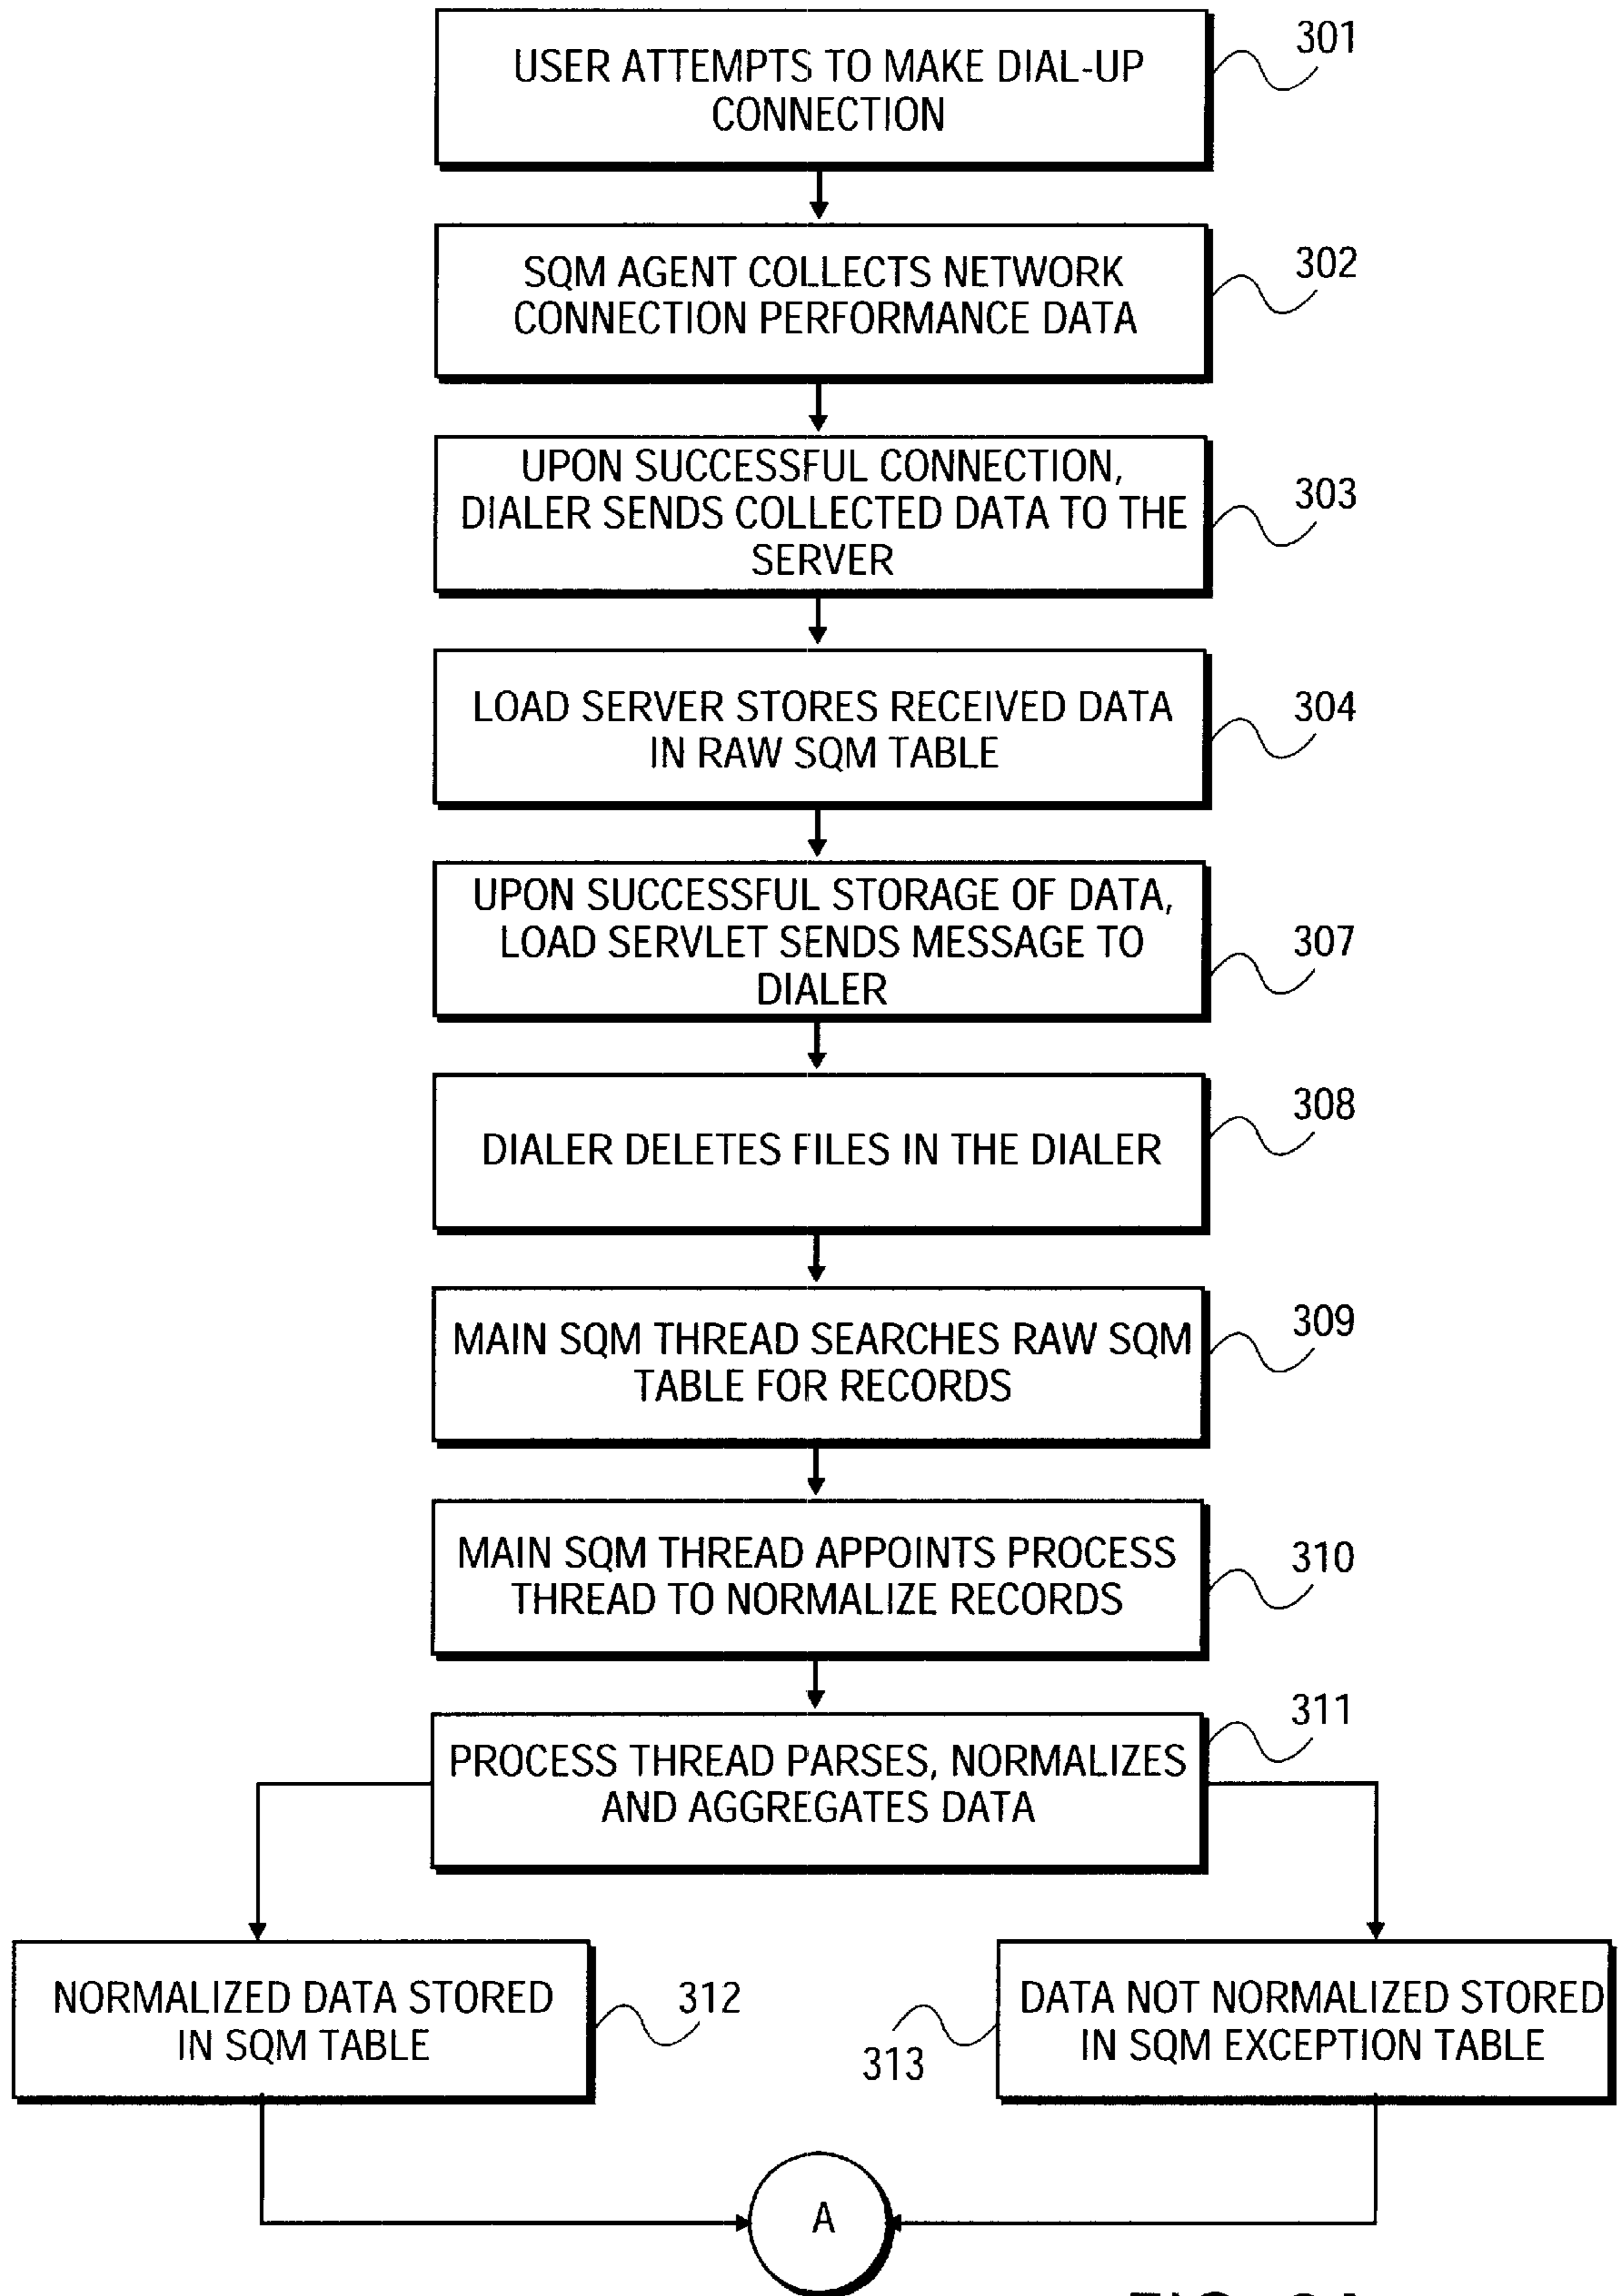 USER ATTEMPTS TO MAKE DIAL-UP
CONNECTION
301
SQM AGENT COLLECTS NETWORK
CONNECTION PERFORMANCE DATA
302
UPON SUCCESSFUL CONNECTION,
DIALER SENDS COLLECTED DATA TO THE
SERVER
303
LOAD SERVER STORES RECEIVED DATA
IN RAW SQM TABLE
304
UPON SUCCESSFUL STORAGE OF DATA,
LOAD SERVLET SENDS MESSAGE TO
DIALER
307
DIALER DELETES FILES IN THE DIALER
308
MAIN SQM THREAD SEARCHES RAW SQM
TABLE FOR RECORDS
309
MAIN SQM THREAD APPOINTS PROCESS
THREAD TO NORMALIZE RECORDS
310
PROCESS THREAD PARSES, NORMALIZES
AND AGGREGATES DATA
311
NORMALIZED DATA STORED
IN SQM TABLE
312
DATA NOT NORMALIZED STORED
IN SQM EXCEPTION TABLE
313
A